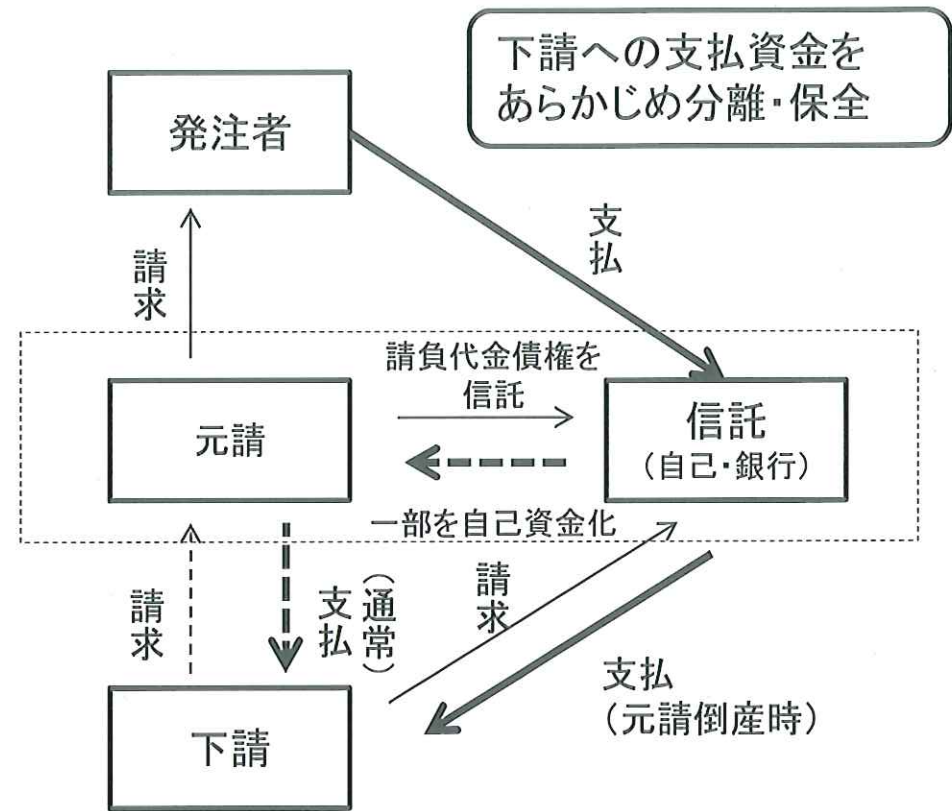 下請への支払資金を
あらかじめ分離・保全
発注者
支払
請求
請負代金債権を
信託
元請
信託
(自己・銀行)
一部を自己資金化
請求
支払
(通常)
請求
支払
(元請倒産時)
下請